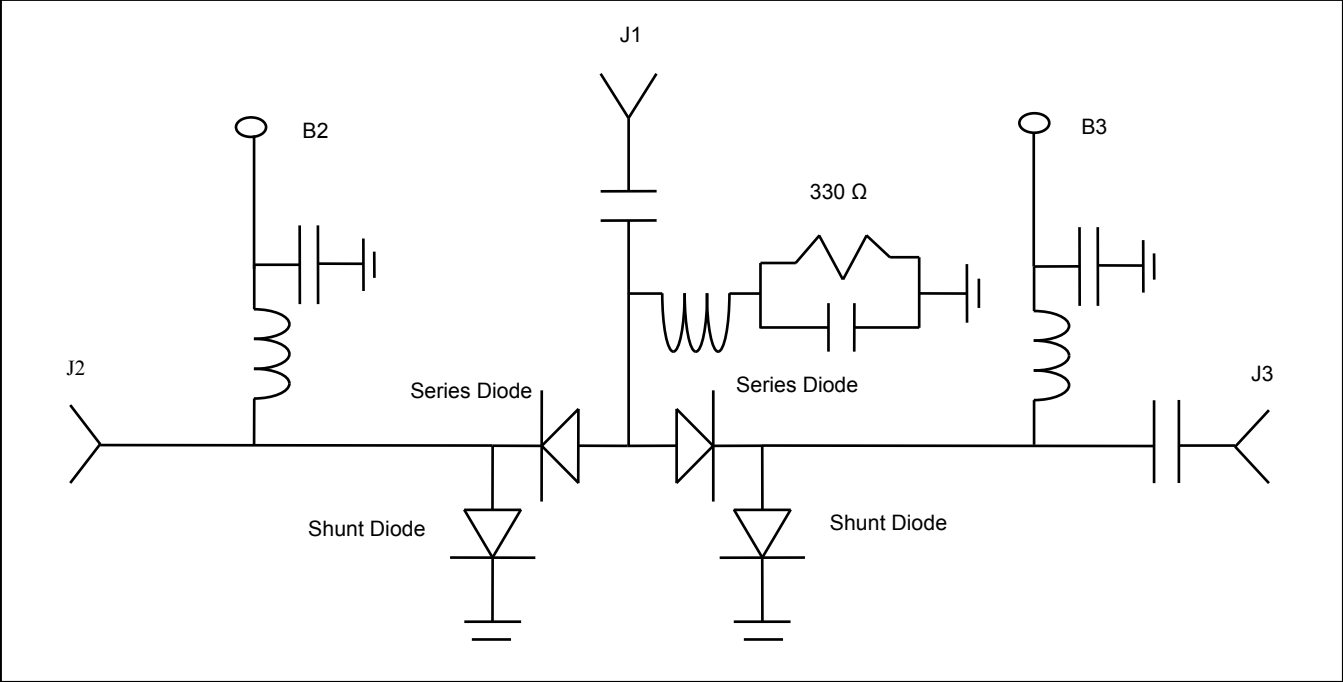 J1
B2
B3
330 Ω
J2
Series Diode
Series Diode
J3
Shunt Diode
Shunt Diode